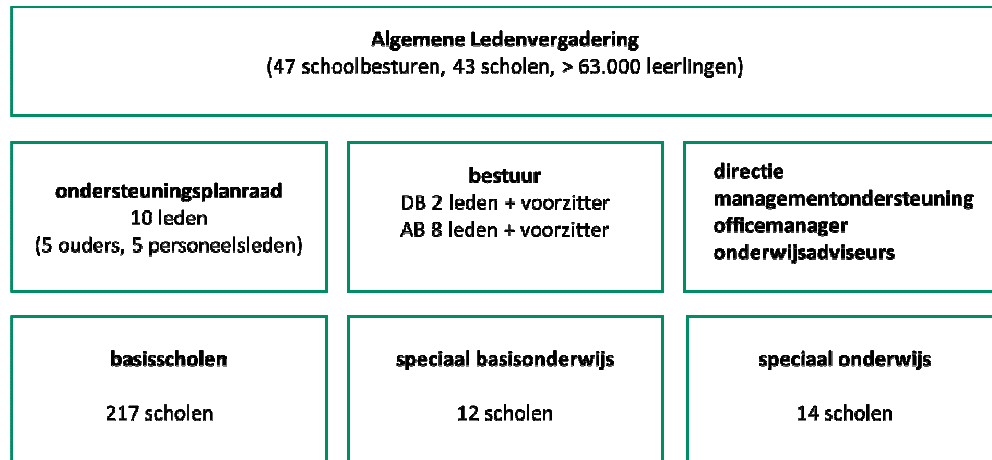 Algemene Ledenvergadering
(47 schoolbesturen, 43 scholen, > 63.000 leerlingen)
ondersteuningsplanraad
10 leden
(5 ouders, 5 personeelsleden)
bestuur
DB 2 leden + voorzitter
AB 8 leden + voorzitter
directie
managementondersteuning
officemanager
onderwijsadviseurs
basisscholen
217 scholen
speciaal basisonderwijs
12 scholen
speciaal onderwijs
14 scholen